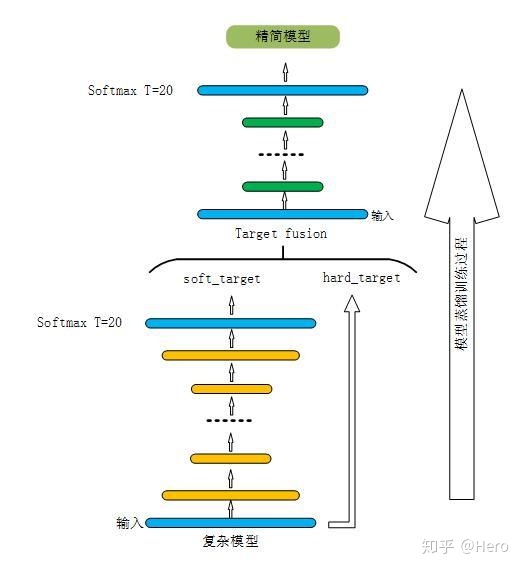 精简模型
Softmax T=20
输入
Target fusion
soft_target
hard_target
Softmax T=20
模型蒸馏训练过程
输入
复杂模型
知乎 @Hero